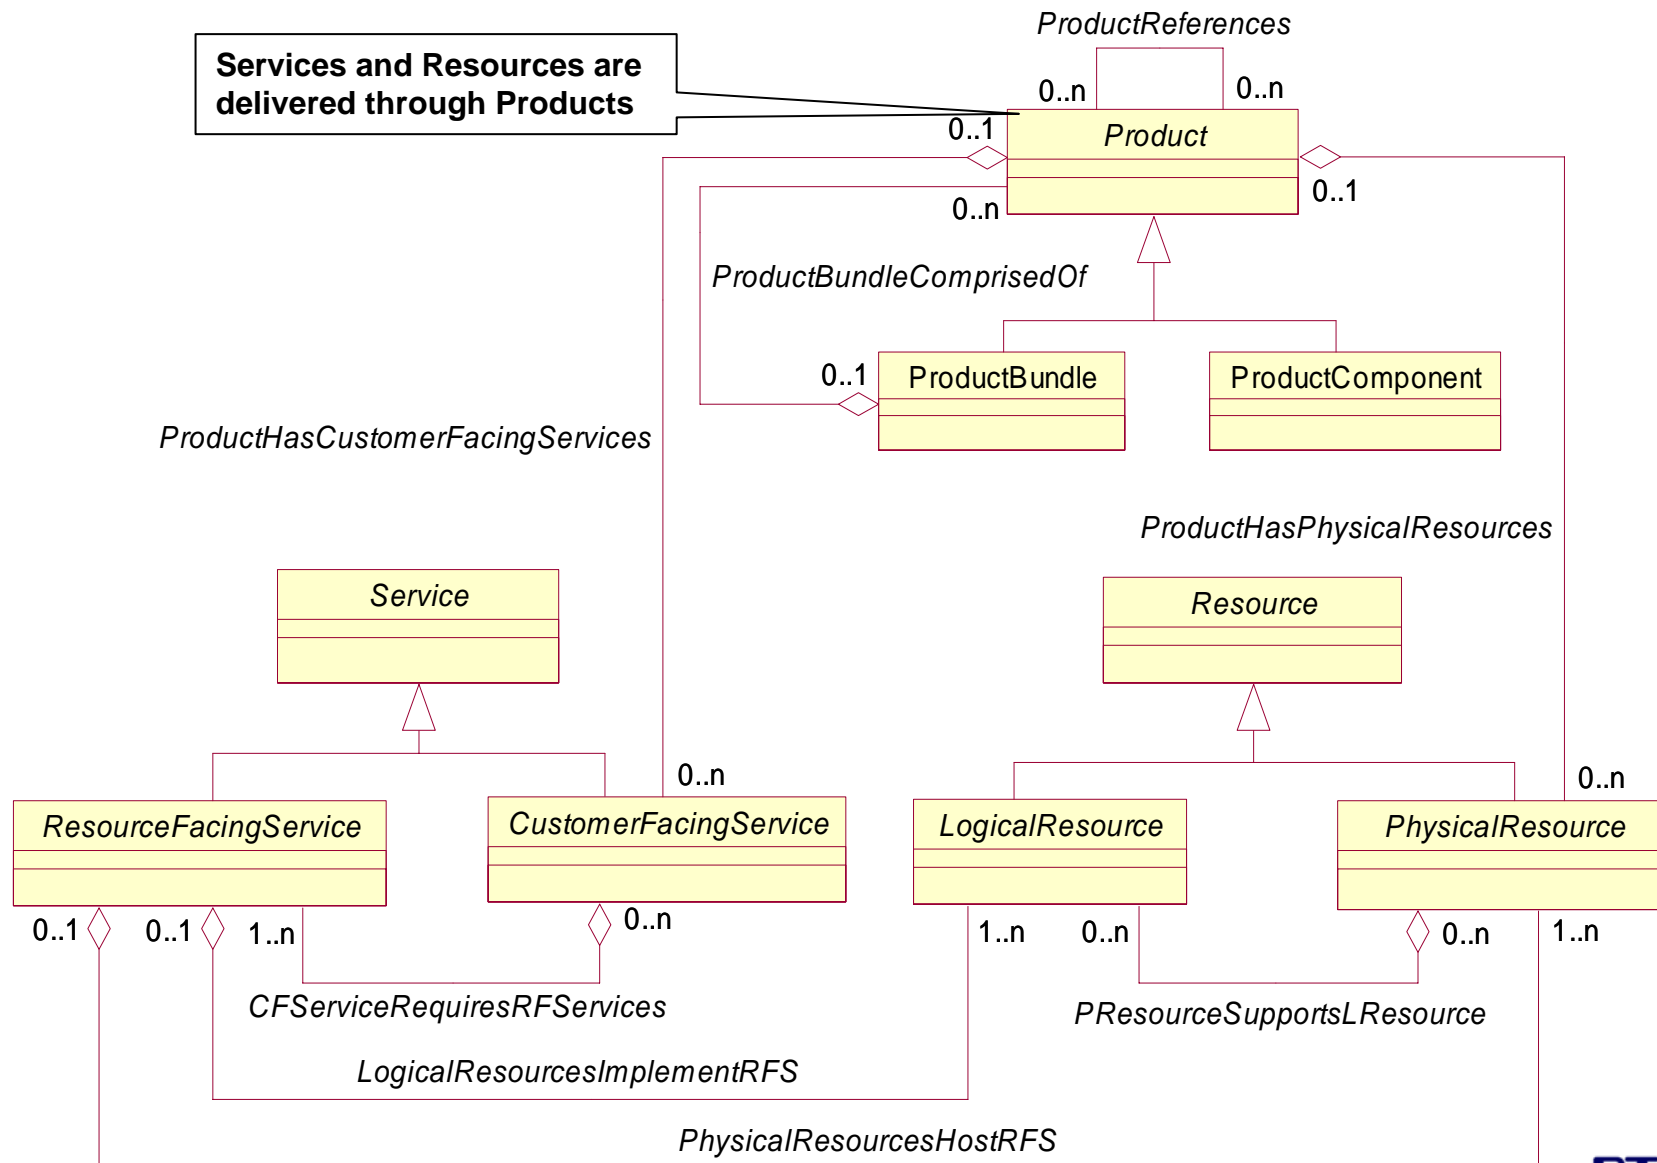 ProductReferences
Services and Resources are
delivered through Products
0..n
0..n
0..1
Product
0..n
0..1
ProductBundleComprisedOf
0..1
ProductBundle
ProductComponent
ProductHasCustomerFacingServices
ProductHasPhysicalResources
Service
Resource
0..n
0..n
ResourceFacingService
CustomerFacingService
LogicalResource
PhysicalResource
0..1
0..1
1..n
0..n
1..n
0..n
0..n
1..n
CFServiceRequiresRFServices
PResourceSupportsLResource
LogicalResourcesImplementRFS
PhysicalResourcesHostRFS